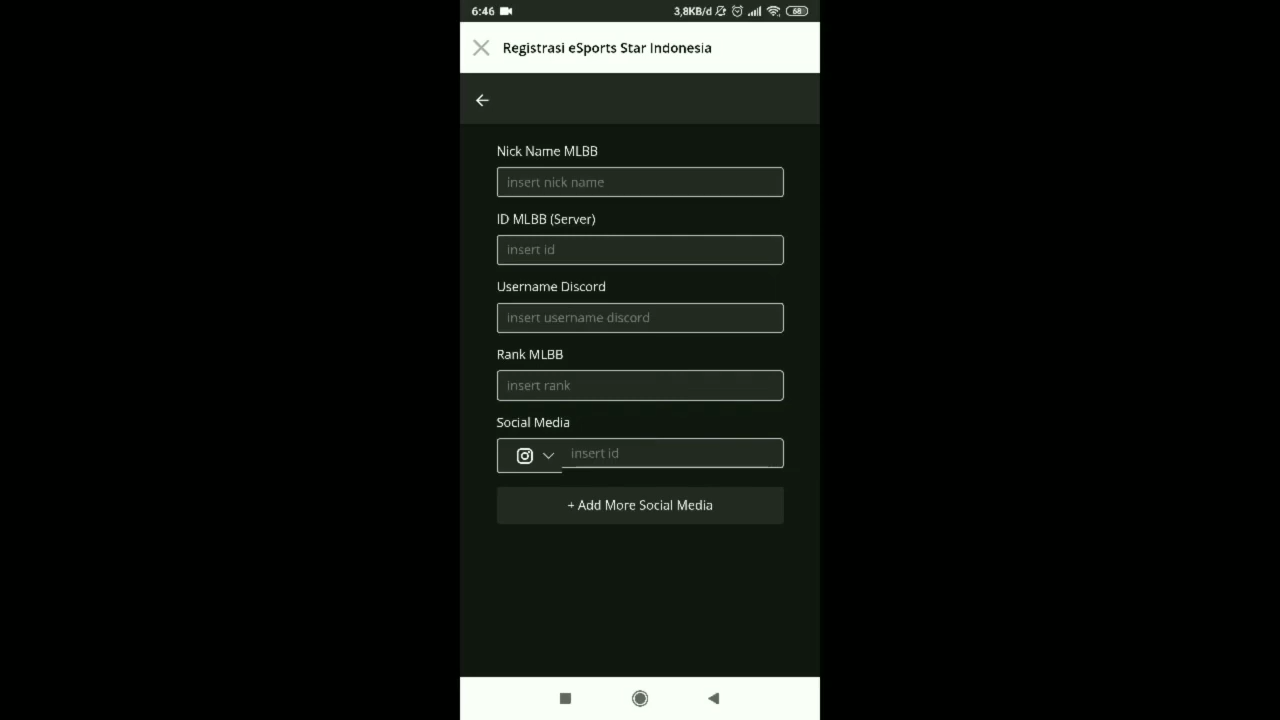 6:46 3,8KB/d 68
Registrasi eSports Star Indonesia
Nick Name MLBB
insert nick name
ID MLBB (Server)
insert id
Username Discord
insert username discord
Rank MLBB
insert rank
Social Media
insert id
+ Add More Social Media